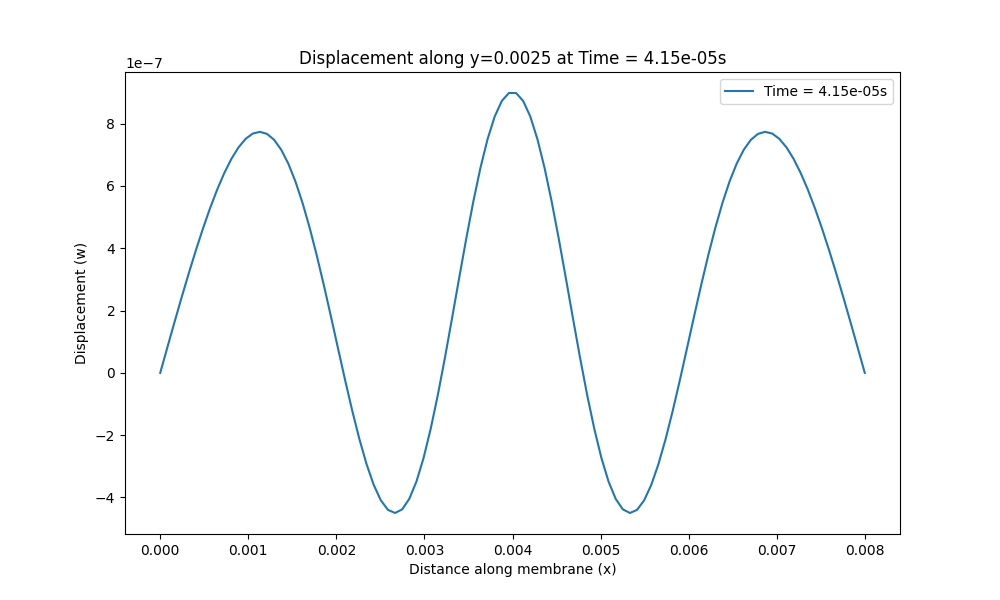 Displacement along y=0.0025 at Time = 4.15e-05s
1e−7
Time = 4.15e-05s
8
6
4
2
0
−2
−4
Displacement (w)
0.000 0.001 0.002 0.003 0.004 0.005 0.006 0.007 0.008
Distance along membrane (x)